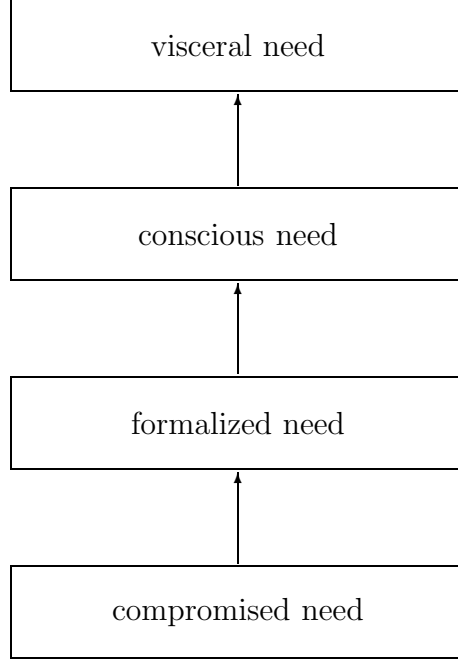 visceral need
conscious need
formalized need
compromised need